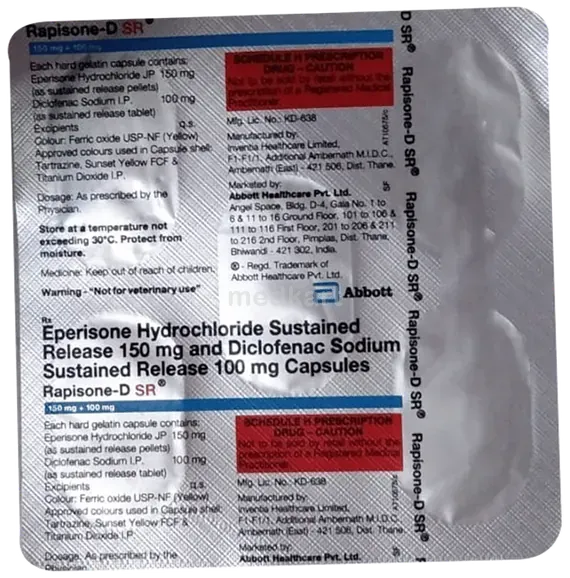 Rapisone-D SR®
150 mg + 100 mg
Each hard gelatin capsule contains:
Eperisone Hydrochloride JP 150 mg
(as sustained release pellets)
Diclofenac Sodium I.P. 100 mg
(as sustained release tablet)
Excipients q.s.
Colour: Ferric oxide USP-NF (Yellow)
Approved colours used in Capsule shell:
Tartrazine, Sunset Yellow FCF &
Titanium Dioxide I.P.
Dosage: As prescribed by the
Physician.
Store at a temperature not
exceeding 30°C. Protect from
moisture.
Medicine: Keep out of reach of children.
Warning - "Not for veterinary use"
SCHEDULE H PRESCRIPTION
DRUG – CAUTION
Not to be sold by retail without the
prescription of a Registered Medical
Practitioner.
Mfg. Lic. No.: KD-638
Manufactured by:
Inventia Healthcare Limited,
F1-F1/1, Additional Ambernath M.I.D.C.,
Ambernath (East) - 421 506, Dist. Thane.
Marketed by:
Abbott Healthcare Pvt. Ltd.
Angel Space, Bldg. D-4, Gala No. 1 to
6 & 11 to 16 Ground Floor, 101 to 106 &
111 to 116 First Floor, 201 to 206 & 211
to 216 2nd Floor, Pimplas, Dist. Thane,
Bhiwandi - 421 302, India.
® - Regd. Trademark of
Abbott Healthcare Pvt. Ltd.
Abbott
SF
D SR® Rapisone-D SR® Rapisone-D SR® Rapisone-D SR® Rapisone-D SR®
Rx
Eperisone Hydrochloride Sustained
Release 150 mg and Diclofenac Sodium
Sustained Release 100 mg Capsules
Rapisone-D SR®
150 mg + 100 mg
Each hard gelatin capsule contains:
Eperisone Hydrochloride JP 150 mg
(as sustained release pellets)
Diclofenac Sodium I.P. 100 mg
(as sustained release tablet)
Excipients q.s.
Colour: Ferric oxide USP-NF (Yellow)
Approved colours used in Capsule shell:
Tartrazine, Sunset Yellow FCF &
Titanium Dioxide I.P.
Dosage: As prescribed by the
Physician.
SCHEDULE H PRESCRIPTION
DRUG – CAUTION
Not to be sold by retail without the
prescription of a Registered Medical
Practitioner.
Mfg. Lic. No.: KD-638
Manufactured by:
Inventia Healthcare Limited,
F1-F1/1, Additional Ambernath M.I.D.C.,
Ambernath (East) - 421 506, Dist. Thane.
Marketed by:
Abbott Healthcare Pvt. Ltd.
SF